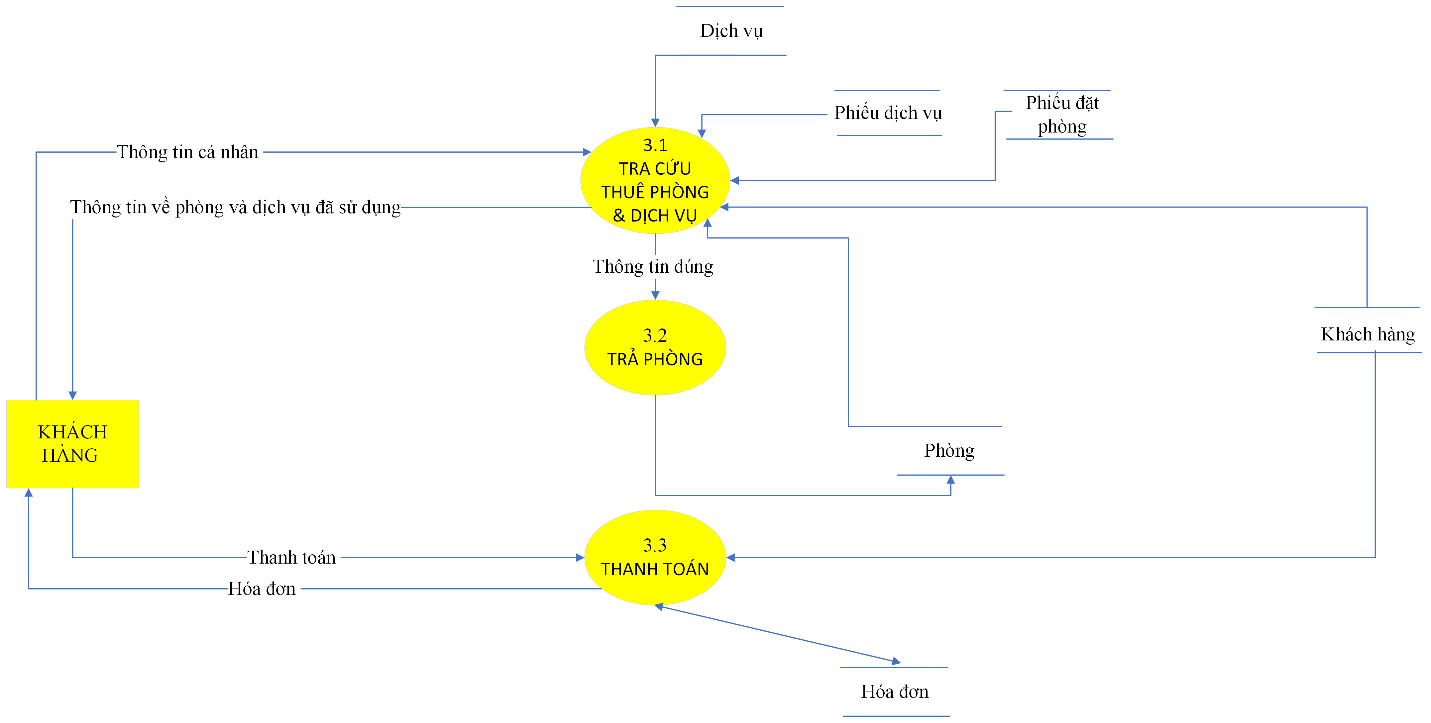 Dịch vụ
Phiếu dịch vụ
Phiếu đặt
phòng
3.1
TRA CỨU
THUÊ PHÒNG
& DỊCH VỤ
Thông tin cá nhân
Thông tin về phòng và dịch vụ đã sử dụng
Thông tin đúng
3.2
TRẢ PHÒNG
Khách hàng
KHÁCH
HÀNG
Phòng
3.3
THANH TOÁN
Thanh toán
Hóa đơn
Hóa đơn